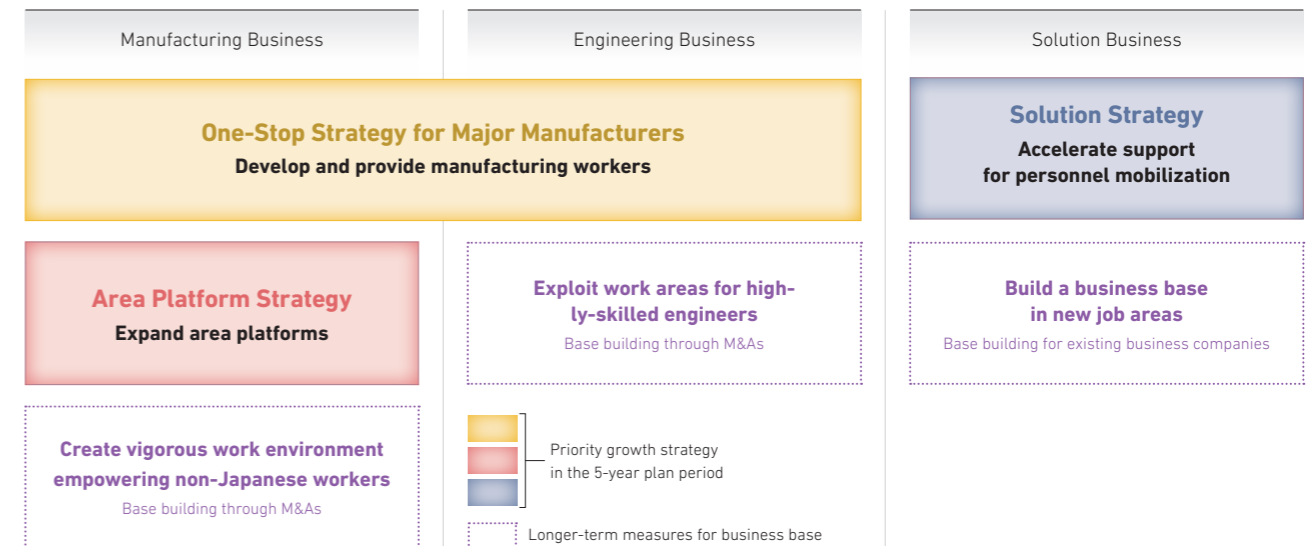 Manufacturing Business
Engineering Business
Solution Business
One-Stop Strategy for Major Manufacturers
Develop and provide manufacturing workers
Solution Strategy
Accelerate support
for personnel mobilization
Area Platform Strategy
Expand area platforms
Exploit work areas for high-
ly-skilled engineers
Base building through M&As
Build a business base
in new job areas
Base building for existing business companies
Create vigorous work environment
empowering non-Japanese workers
Base building through M&As
Priority growth strategy
in the 5-year plan period
Longer-term measures for business base